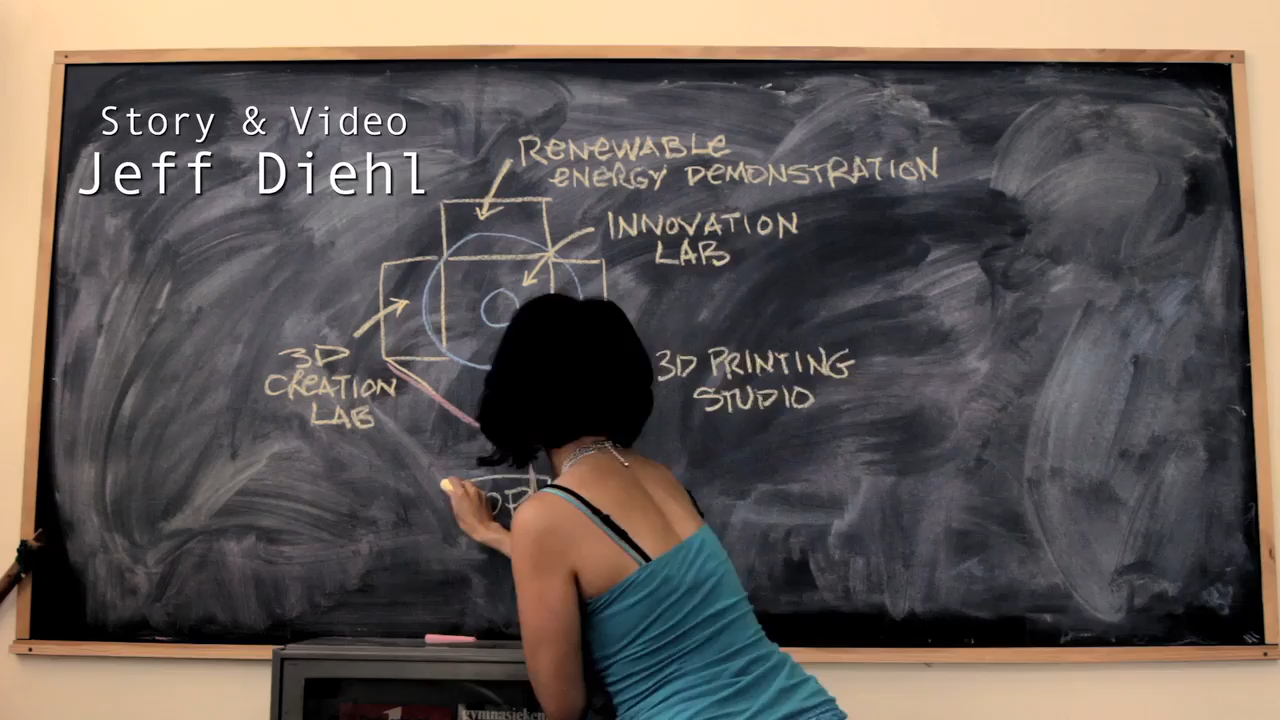 Story & Video
Jeff Diehl
RENEWABLE
ENERGY DEMONSTRATION
INNOVATION
LAB
3D
CREATION
LAB
3D PRINTING
STUDIO